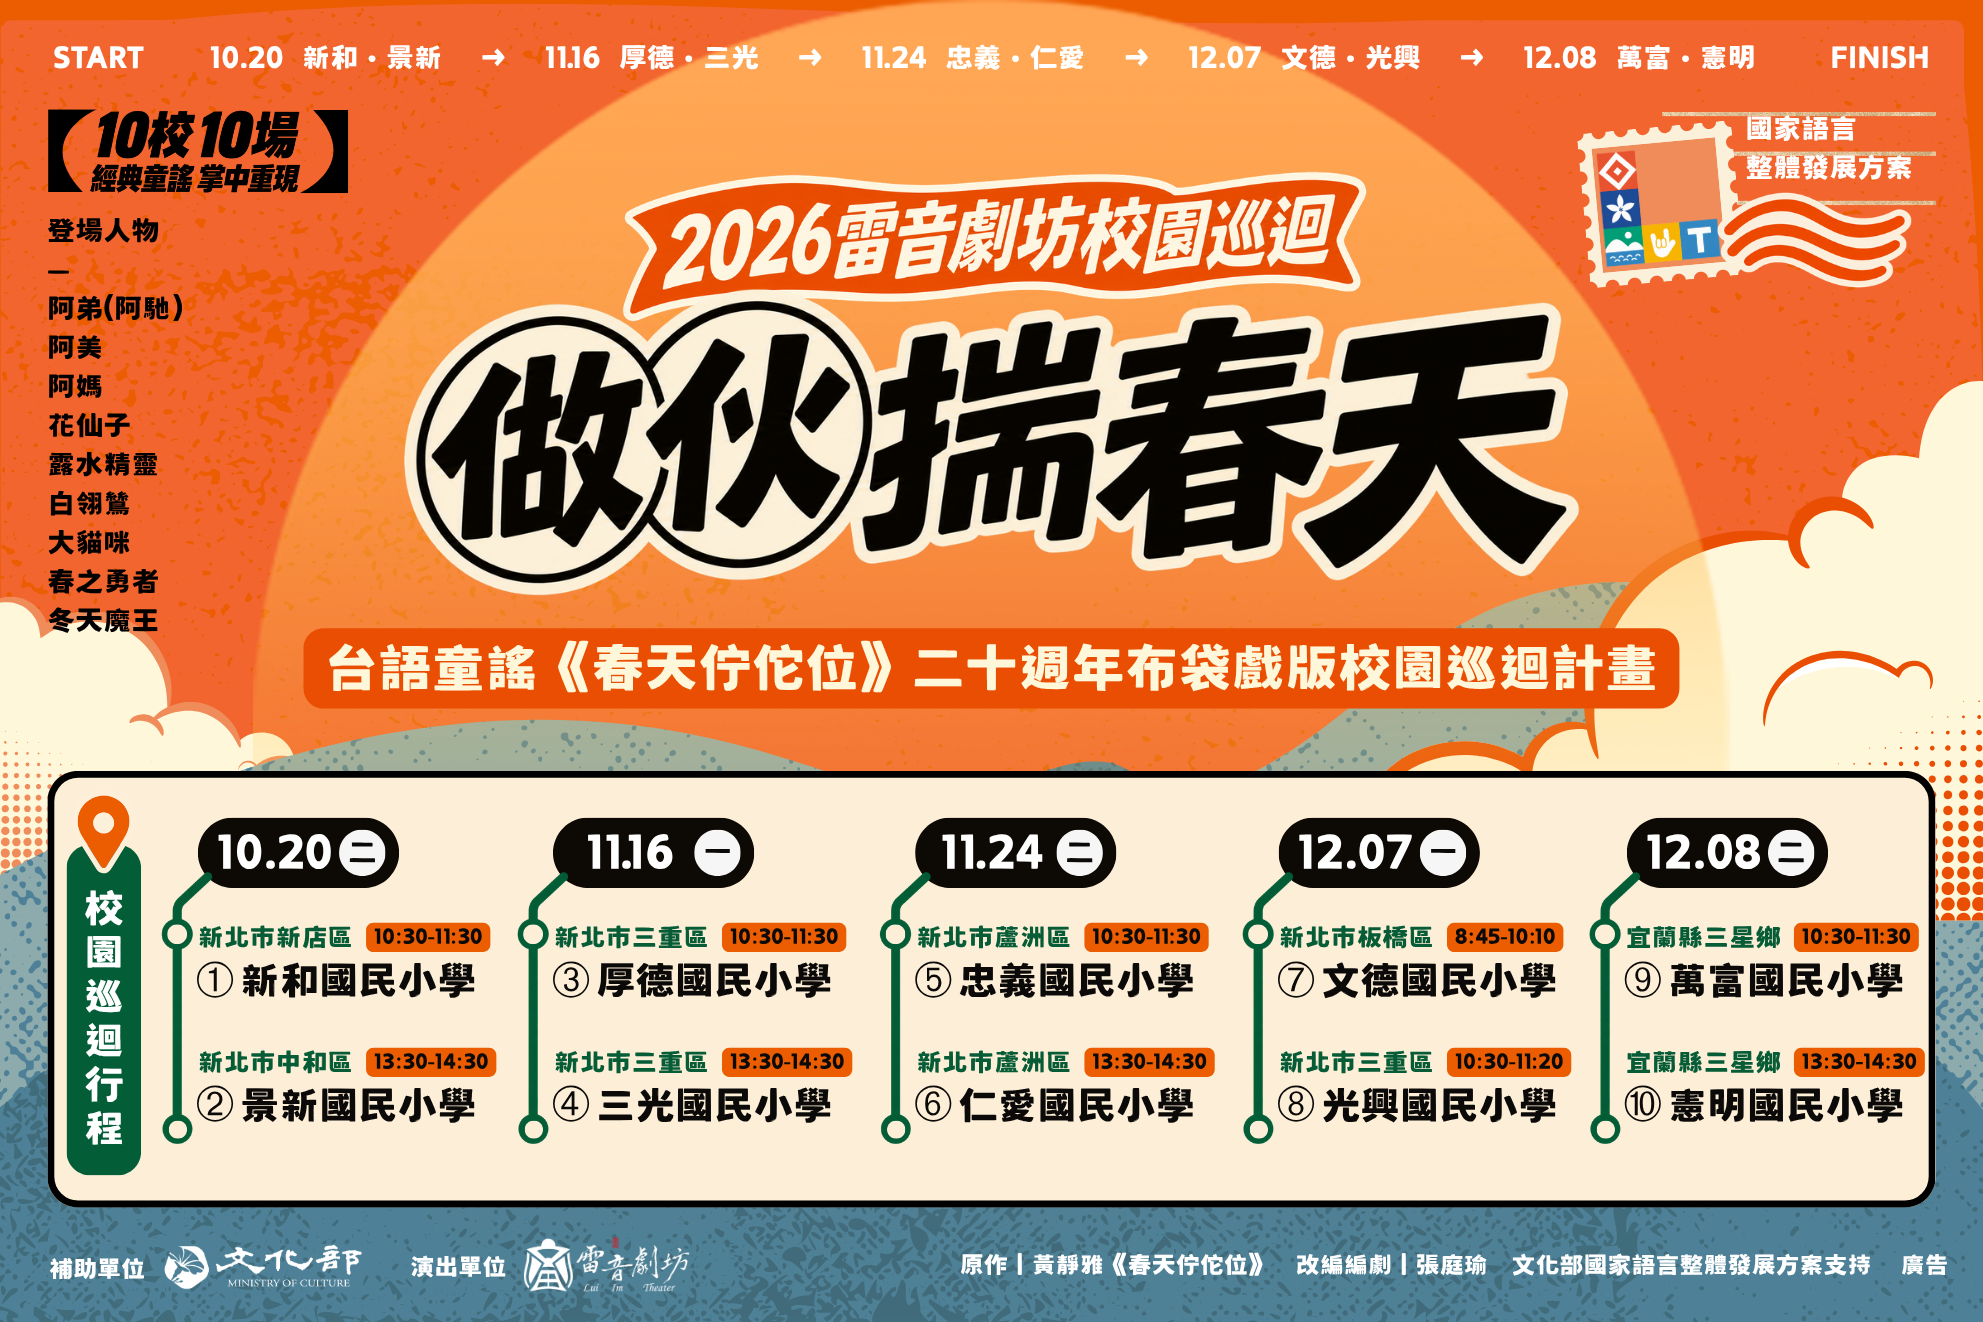 START 10.20 新和・景新 → 11.16 厚德・三光 → 11.24 忠義・仁愛 → 12.07 文德・光興 → 12.08 萬富・憲明 FINISH
【10校10場
經典童謠 掌中重現】
登場人物
—
阿弟(阿馳)
阿美
阿媽
花仙子
露水精靈
白翎鷥
大貓咪
春之勇者
冬天魔王
國家語言
整體發展方案
T
2026雷音劇坊校園巡迴
做伙揣春天
台語童謠《春天佇佗位》二十週年布袋戲版校園巡迴計畫
校園巡迴行程
10.20 二
新北市新店區 10:30-11:30
① 新和國民小學
新北市中和區 13:30-14:30
② 景新國民小學
11.16 一
新北市三重區 10:30-11:30
③ 厚德國民小學
新北市三重區 13:30-14:30
④ 三光國民小學
11.24 二
新北市蘆洲區 10:30-11:30
⑤ 忠義國民小學
新北市蘆洲區 13:30-14:30
⑥ 仁愛國民小學
12.07 一
新北市板橋區 8:45-10:10
⑦ 文德國民小學
新北市三重區 10:30-11:20
⑧ 光興國民小學
12.08 二
宜蘭縣三星鄉 10:30-11:30
⑨ 萬富國民小學
宜蘭縣三星鄉 13:30-14:30
⑩ 憲明國民小學
補助單位 文化部
MINISTRY OF CULTURE
演出單位 雷音劇坊
Lui Im Theater
原作｜黃靜雅《春天佇佗位》 改編編劇｜張庭瑜 文化部國家語言整體發展方案支持 廣告